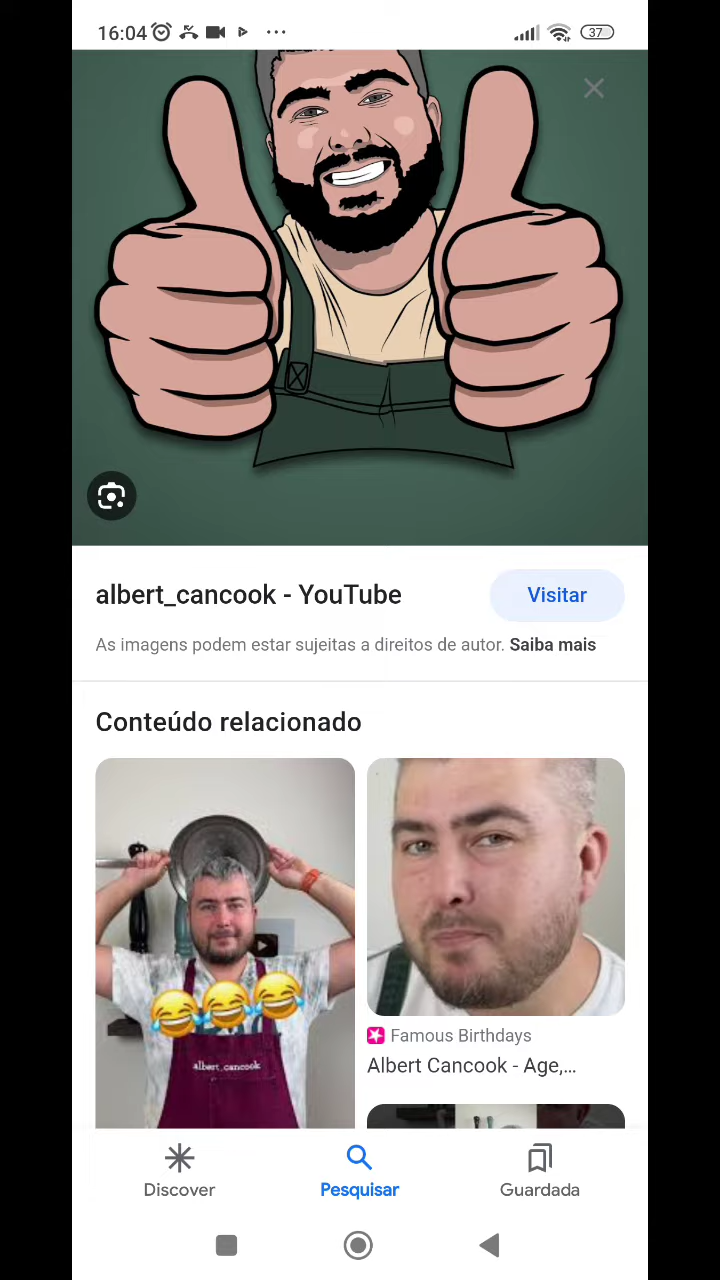 16:04
37
albert_cancook - YouTube
Visitar
As imagens podem estar sujeitas a direitos de autor. Saiba mais
Conteúdo relacionado
albert_cancook
Famous Birthdays
Albert Cancook - Age,...
Discover
Pesquisar
Guardada